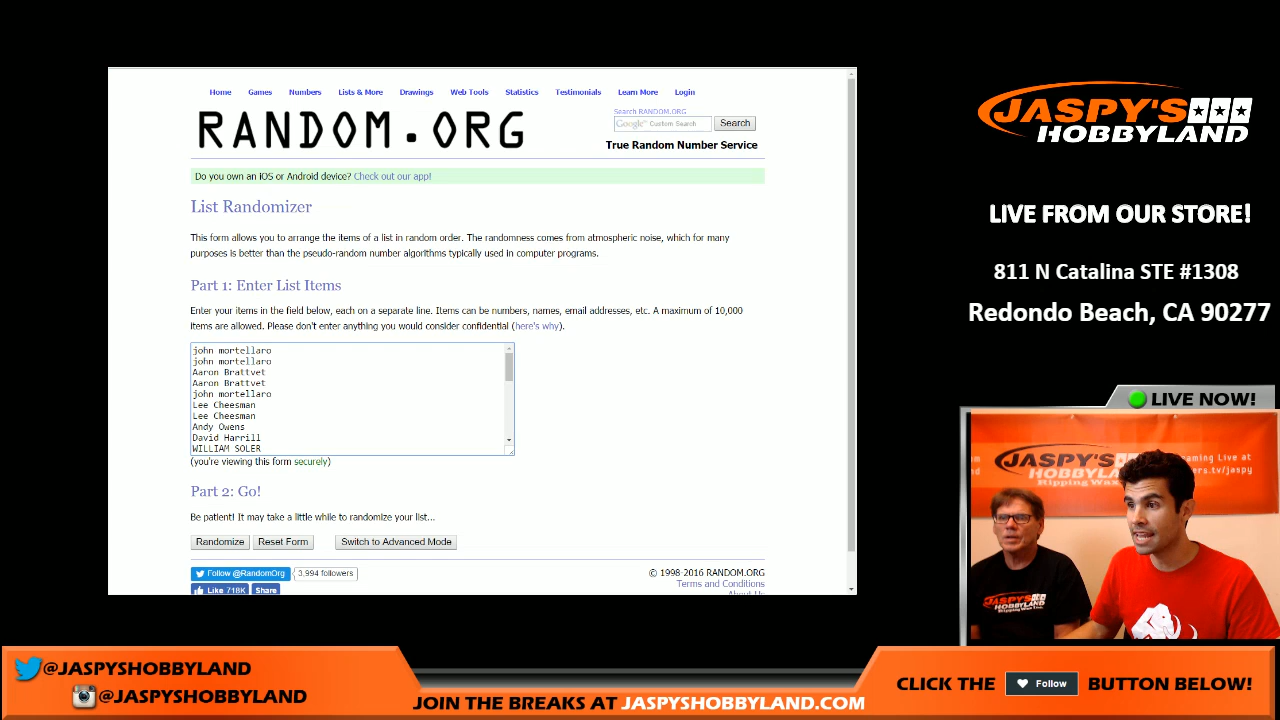 Home Games Numbers Lists & More Drawings Web Tools Statistics Testimonials Learn More Login
RANDOM.ORG
Search RANDOM.ORG
Google™ Custom Search Search
True Random Number Service
Do you own an iOS or Android device? Check out our app!
List Randomizer
This form allows you to arrange the items of a list in random order. The randomness comes from atmospheric noise, which for many
purposes is better than the pseudo-random number algorithms typically used in computer programs.
Part 1: Enter List Items
Enter your items in the field below, each on a separate line. Items can be numbers, names, email addresses, etc. A maximum of 10,000
items are allowed. Please don't enter anything you would consider confidential (here's why).
john mortellaro
john mortellaro
Aaron Brattvet
Aaron Brattvet
john mortellaro
Lee Cheesman
Lee Cheesman
Andy Owens
David Harrill
WILLIAM SOLER
(you're viewing this form securely)
Part 2: Go!
Be patient! It may take a little while to randomize your list...
Randomize Reset Form Switch to Advanced Mode
Follow @RandomOrg 3,994 followers
Like 718K Share
© 1998-2016 RANDOM.ORG
Terms and Conditions
About Us
JASPY'S
HOBBYLAND
LIVE FROM OUR STORE!
811 N Catalina STE #1308
Redondo Beach, CA 90277
LIVE NOW!
JASPY'S
HOBBYLAND
Ripping Wax
eaming Live at
ers.tv/jaspy
JASPY'S
HOBBYLAND
@JASPYSHOBBYLAND
@JASPYSHOBBYLAND
JOIN THE BREAKS AT JASPYSHOBBYLAND.COM
CLICK THE Follow BUTTON BELOW!